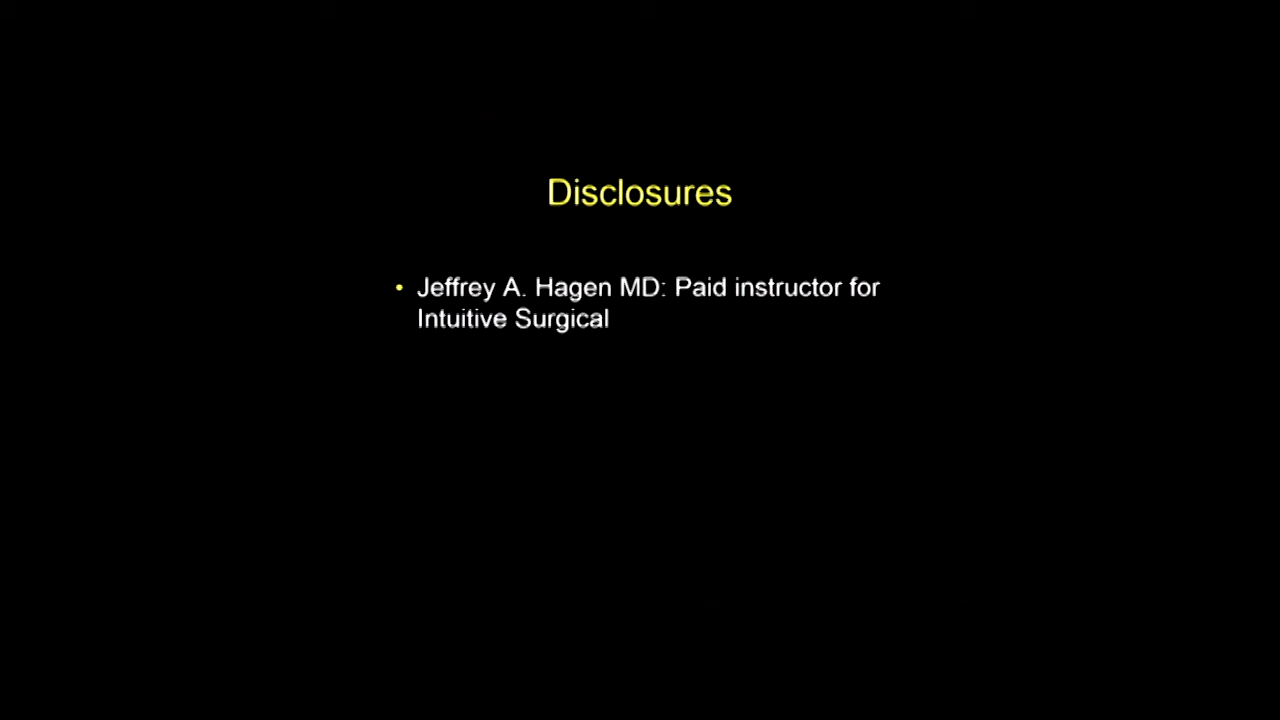 Disclosures
• Jeffrey A. Hagen MD: Paid instructor for
Intuitive Surgical